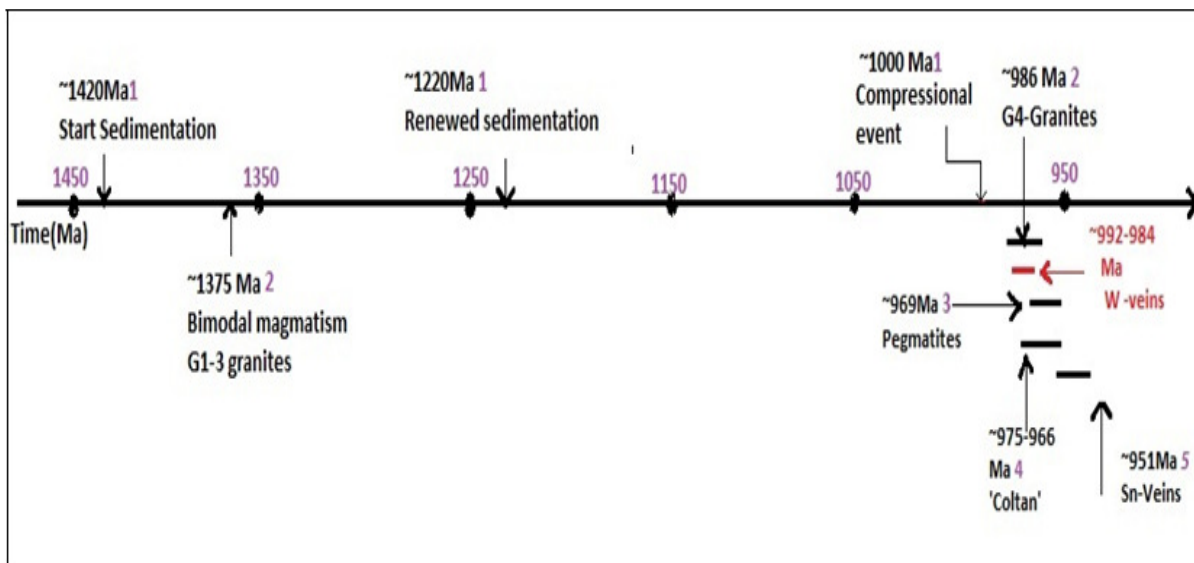 ~1420Ma1
Start Sedimentation
~1220Ma 1
Renewed sedimentation
~1000 Ma1
Compressional
event
~986 Ma 2
G4-Granites
1450
1350
1250
1150
1050
950
Time(Ma)
~1375 Ma 2
Bimodal magmatism
G1-3 granites
~992-984
Ma
W -veins
~969Ma 3
Pegmatites
~975-966
Ma 4
'Coltan'
~951Ma 5
Sn-Veins